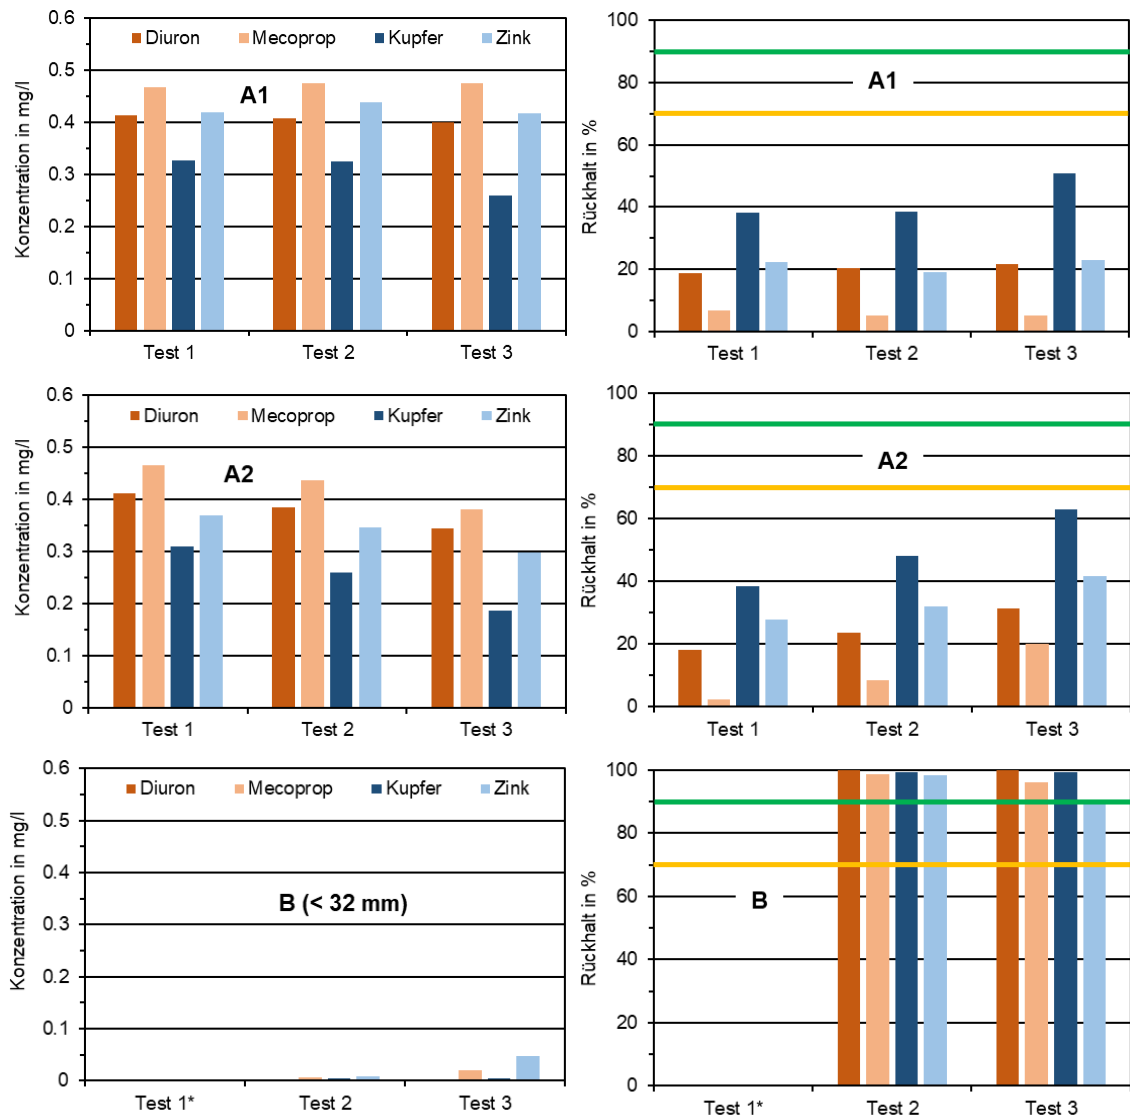 Konzentration in mg/l
0.6
0.5
0.4
0.3
0.2
0.1
0
Diuron Mecoprop Kupfer Zink
A1
Test 1 Test 2 Test 3
Rückhalt in %
100
80
60
40
20
0
A1
Test 1 Test 2 Test 3
Konzentration in mg/l
0.6
0.5
0.4
0.3
0.2
0.1
0
Diuron Mecoprop Kupfer Zink
A2
Test 1 Test 2 Test 3
Rückhalt in %
100
80
60
40
20
0
A2
Test 1 Test 2 Test 3
Konzentration in mg/l
0.6
0.5
0.4
0.3
0.2
0.1
0
Diuron Mecoprop Kupfer Zink
B (< 32 mm)
Test 1* Test 2 Test 3
Rückhalt in %
100
80
60
40
20
0
B
Test 1* Test 2 Test 3